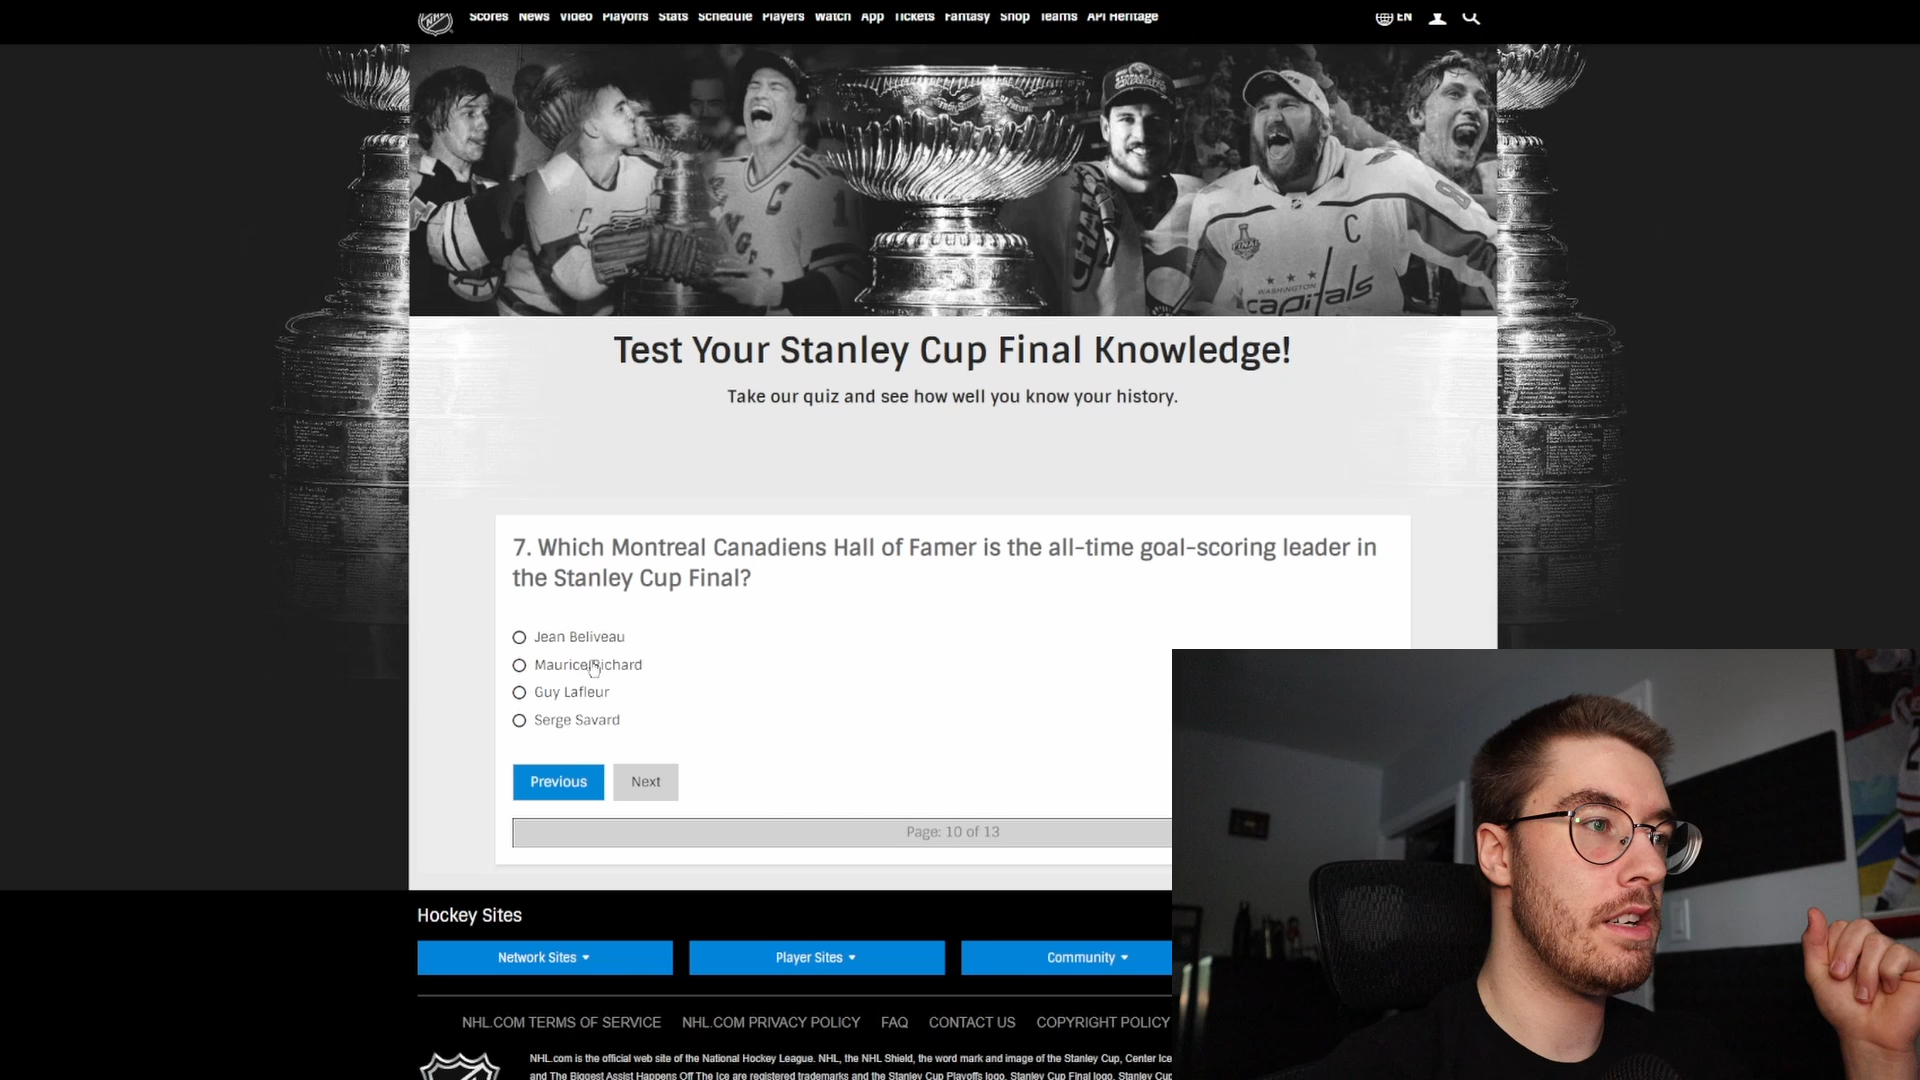 Scores News Video Playoffs Stats Schedule Players Watch App Tickets Fantasy Shop Teams API Heritage
EN
FINAL
C
C
WASHINGTON
capitals
Test Your Stanley Cup Final Knowledge!
Take our quiz and see how well you know your history.
7. Which Montreal Canadiens Hall of Famer is the all-time goal-scoring leader in
the Stanley Cup Final?
Jean Beliveau
Maurice Richard
Guy Lafleur
Serge Savard
Previous Next
Page: 10 of 13
Hockey Sites
Network Sites Player Sites Community
NHL.COM TERMS OF SERVICE NHL.COM PRIVACY POLICY FAQ CONTACT US COPYRIGHT POLICY
NHL.com is the official web site of the National Hockey League. NHL, the NHL Shield, the word mark and image of the Stanley Cup, Center Ice
and The Biggest Assist Happens Off The Ice are registered trademarks and the Stanley Cup Playoffs logo, Stanley Cup Final logo, Stanley Cup